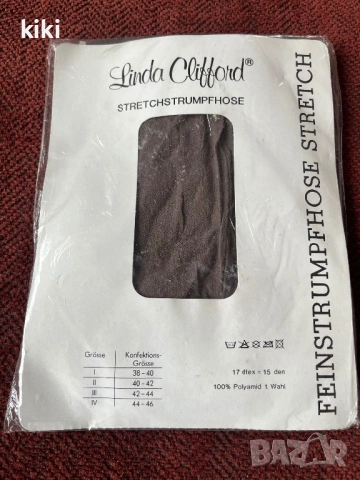 kiki
Linda Clifford®
STRETCHSTRUMPFHOSE
FEINSTRUMPFHOSE STRETCH
Grösse Konfektions-
Grösse
I 38 – 40
II 40 – 42
III 42 – 44
IV 44 – 46
17 dtex = 15 den
100% Polyamid 1. Wahl
BAZAR